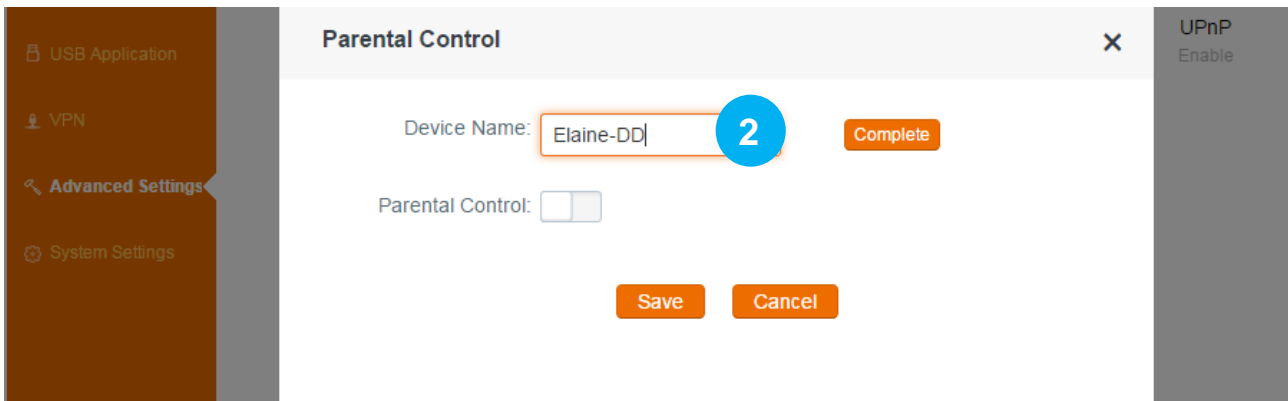 USB Application
VPN
Advanced Settings
System Settings
Parental Control
×
Device Name: Elaine-DD 2 Complete
Parental Control:
Save Cancel
UPnP
Enable